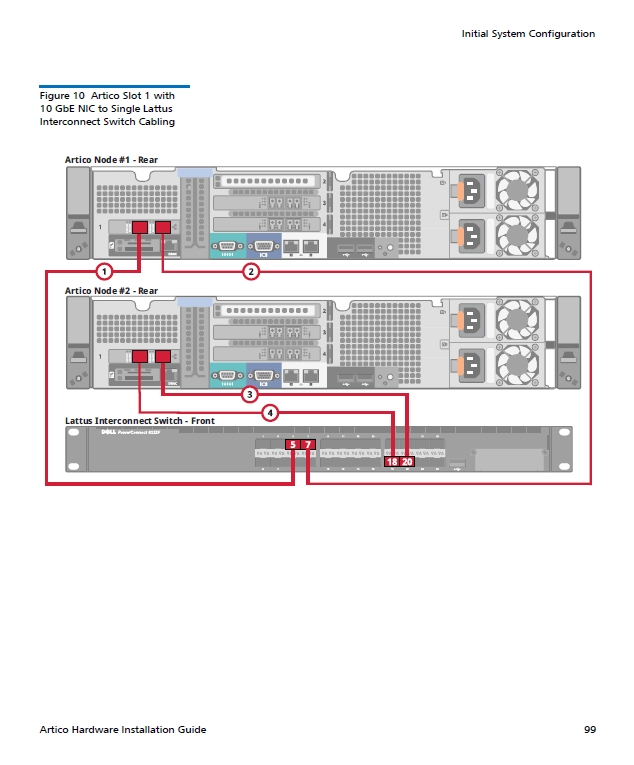 Initial System Configuration
Figure 10 Artico Slot 1 with
10 GbE NIC to Single Lattus
Interconnect Switch Cabling
Artico Node #1 - Rear
1
2
3
4
1
2
Artico Node #2 - Rear
1
2
3
4
3
4
Lattus Interconnect Switch - Front
DELL
5 7
18 20
Artico Hardware Installation Guide
99